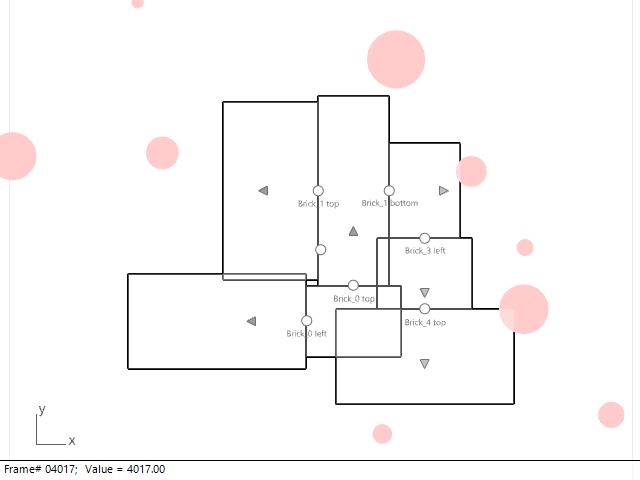 Brick_1 top
Brick_1 bottom
Brick_3 left
Brick_0 top
Brick_4 top
Brick_0 left
y
x
Frame# 04017;  Value = 4017.00